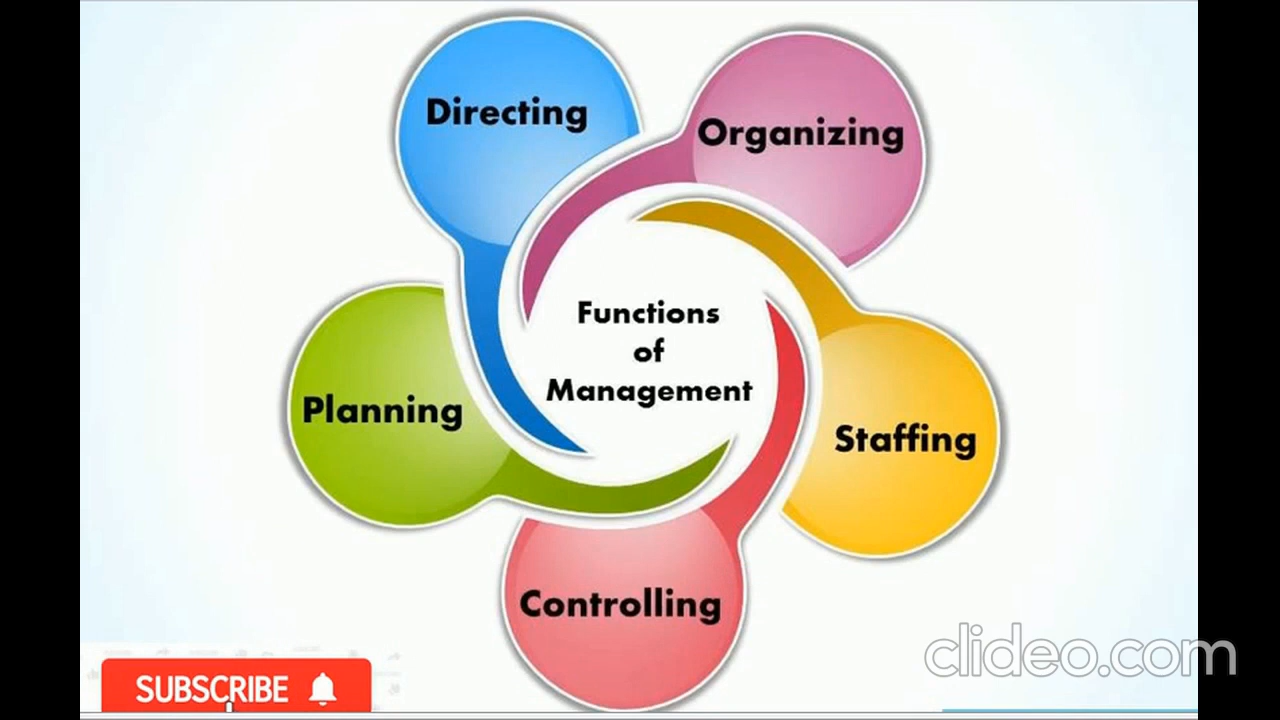 Directing
Organizing
Functions
of
Management
Planning
Staffing
Controlling
SUBSCRIBE
clideo.com